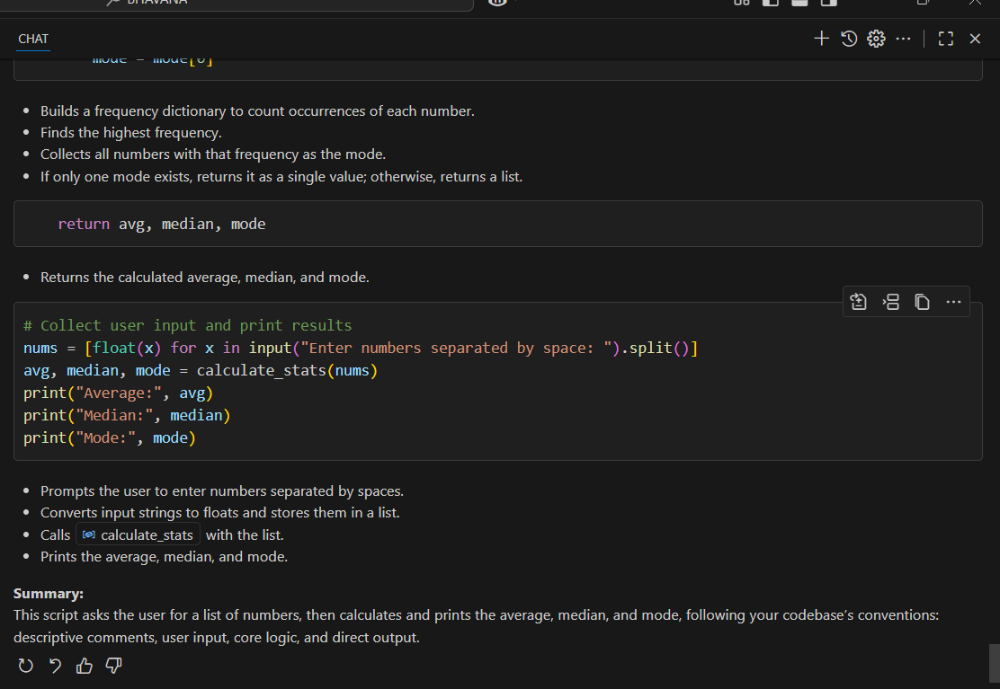 BHAVANA
CHAT
mode = mode[0]
Builds a frequency dictionary to count occurrences of each number.
Finds the highest frequency.
Collects all numbers with that frequency as the mode.
If only one mode exists, returns it as a single value; otherwise, returns a list.
return avg, median, mode
Returns the calculated average, median, and mode.
# Collect user input and print results
nums = [float(x) for x in input("Enter numbers separated by space: ").split()]
avg, median, mode = calculate_stats(nums)
print("Average:", avg)
print("Median:", median)
print("Mode:", mode)
Prompts the user to enter numbers separated by spaces.
Converts input strings to floats and stores them in a list.
Calls calculate_stats with the list.
Prints the average, median, and mode.
Summary:
This script asks the user for a list of numbers, then calculates and prints the average, median, and mode, following your codebase's conventions:
descriptive comments, user input, core logic, and direct output.